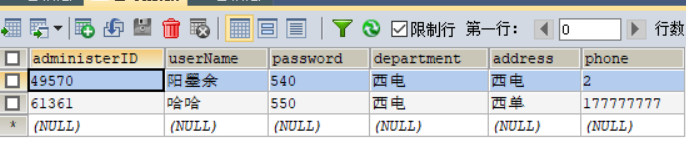 限制行 第一行: 0 行数
administerID userName password department address phone
49570 阳墨余 540 西电 西电 2
61361 哈哈 550 西电 西单 177777777
* (NULL) (NULL) (NULL) (NULL) (NULL) (NULL)